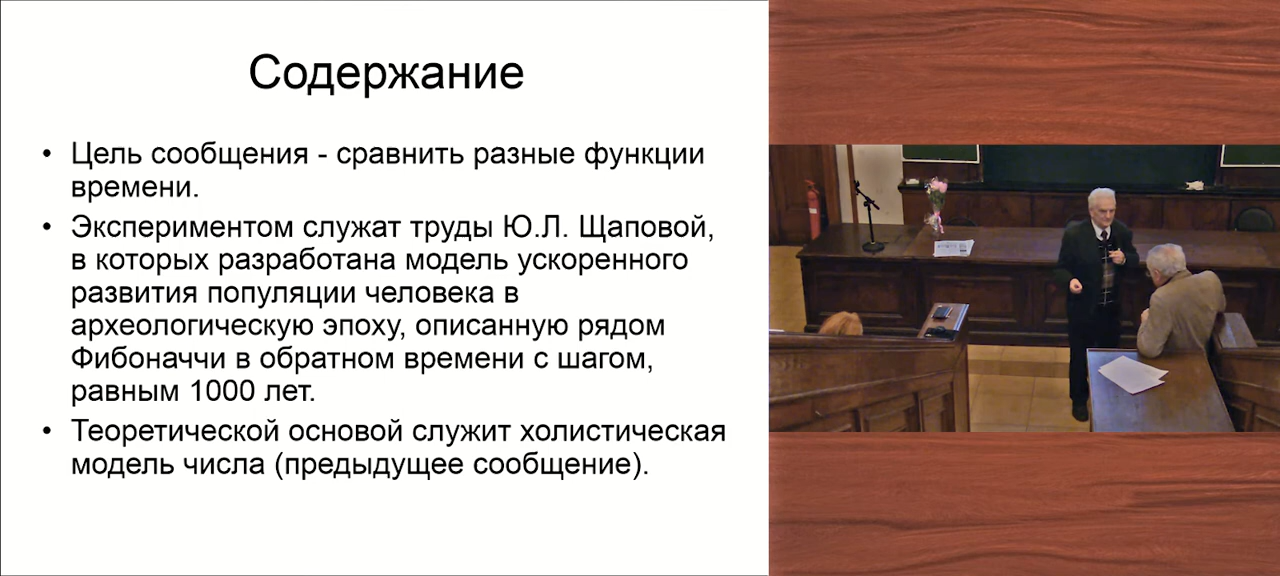 Содержание
• Цель сообщения - сравнить разные функции
времени.
• Экспериментом служат труды Ю.Л. Щаповой,
в которых разработана модель ускоренного
развития популяции человека в
археологическую эпоху, описанную рядом
Фибоначчи в обратном времени с шагом,
равным 1000 лет.
• Теоретической основой служит холистическая
модель числа (предыдущее сообщение).